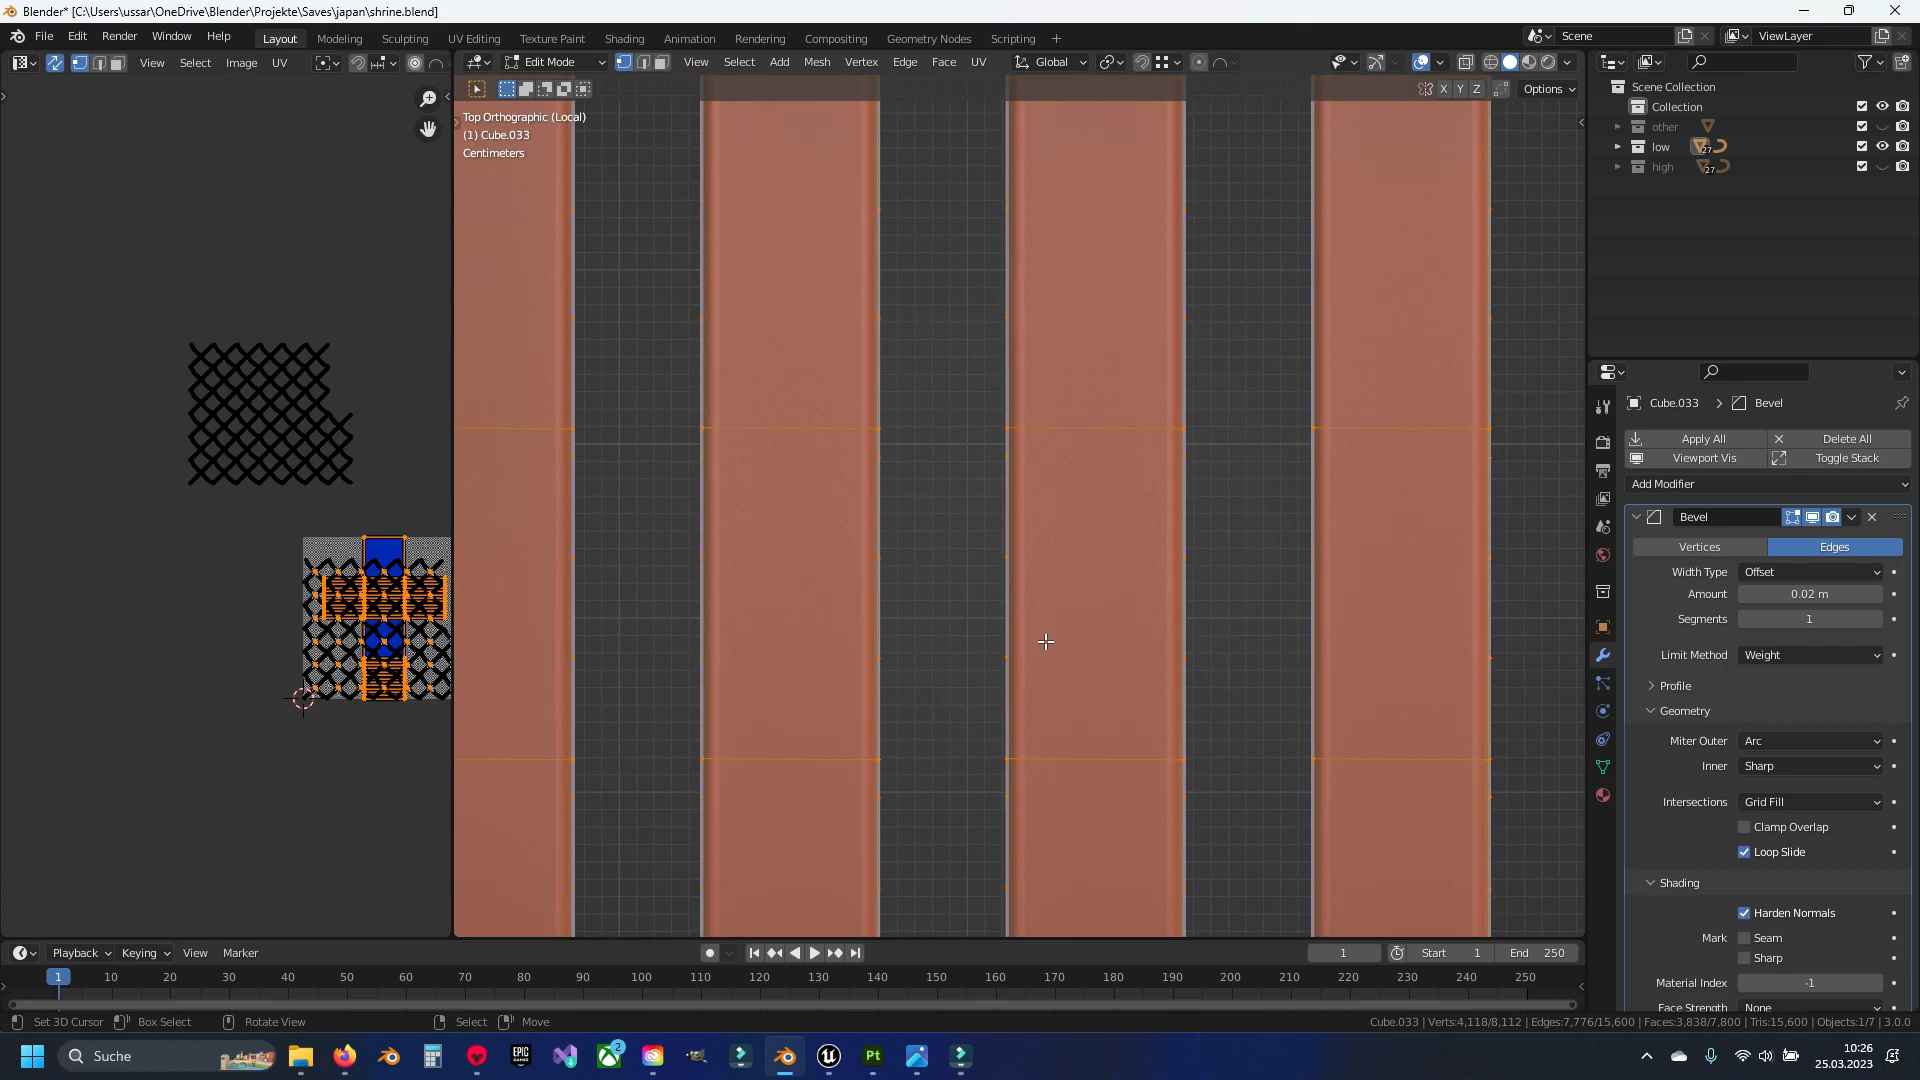 Blender* [C:\Users\ussar\OneDrive\Blender\Projekte\Saves\japan\shrine.blend]
File Edit Render Window Help Layout Modeling Sculpting UV Editing Texture Paint Shading Animation Rendering Compositing Geometry Nodes Scripting + Scene ViewLayer
View Select Image UV Edit Mode View Select Add Mesh Vertex Edge Face UV Global
X Y Z Options
Top Orthographic (Local)
(1) Cube.033
Centimeters
Scene Collection
Collection
other
low 27
high 27
Cube.033 > Bevel
Apply All Delete All
Viewport Vis Toggle Stack
Add Modifier
Bevel
Vertices Edges
Width Type Offset
Amount 0.02 m
Segments 1
Limit Method Weight
Profile
Geometry
Miter Outer Arc
Inner Sharp
Intersections Grid Fill
Clamp Overlap
Loop Slide
Shading
Harden Normals
Mark Seam
Sharp
Material Index -1
Face Strength None
Playback Keying View Marker 1 Start 1 End 250
1 10 20 30 40 50 60 70 80 90 100 110 120 130 140 150 160 170 180 190 200 210 220 230 240 250
Set 3D Cursor Box Select Rotate View Select Move Cube.033 | Verts:4,118/8,112 | Edges:7,776/15,600 | Faces:3,838/7,800 | Tris:15,600 | Objects:1/7 | 3.0.0
Suche EPIC GAMES 2 Pt 10:26
25.03.2023